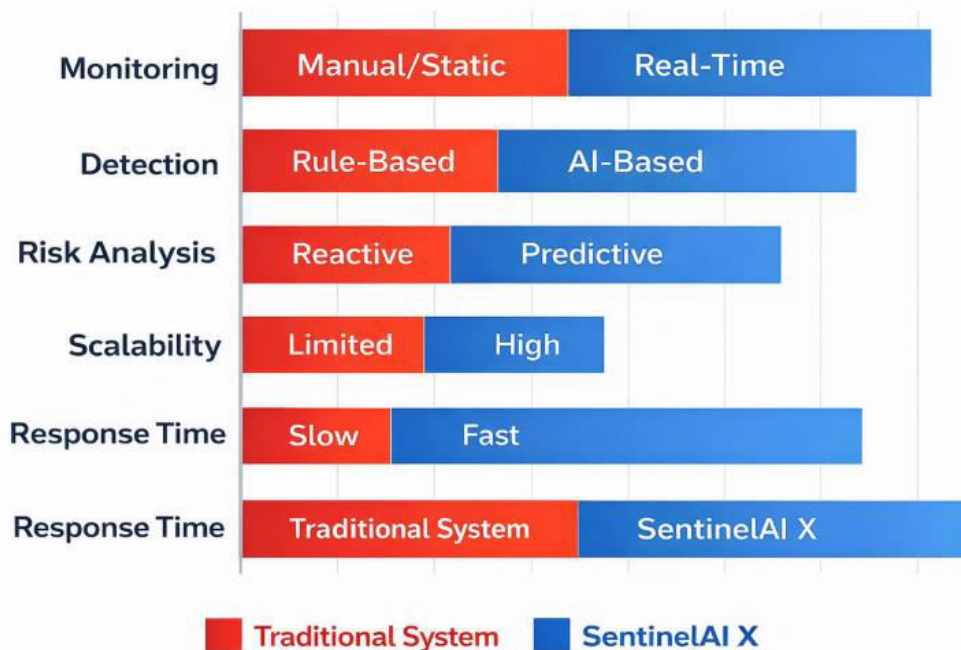 Monitoring Manual/Static Real-Time
Detection Rule-Based AI-Based
Risk Analysis Reactive Predictive
Scalability Limited High
Response Time Slow Fast
Response Time Traditional System SentinelAI X
Traditional System SentinelAI X